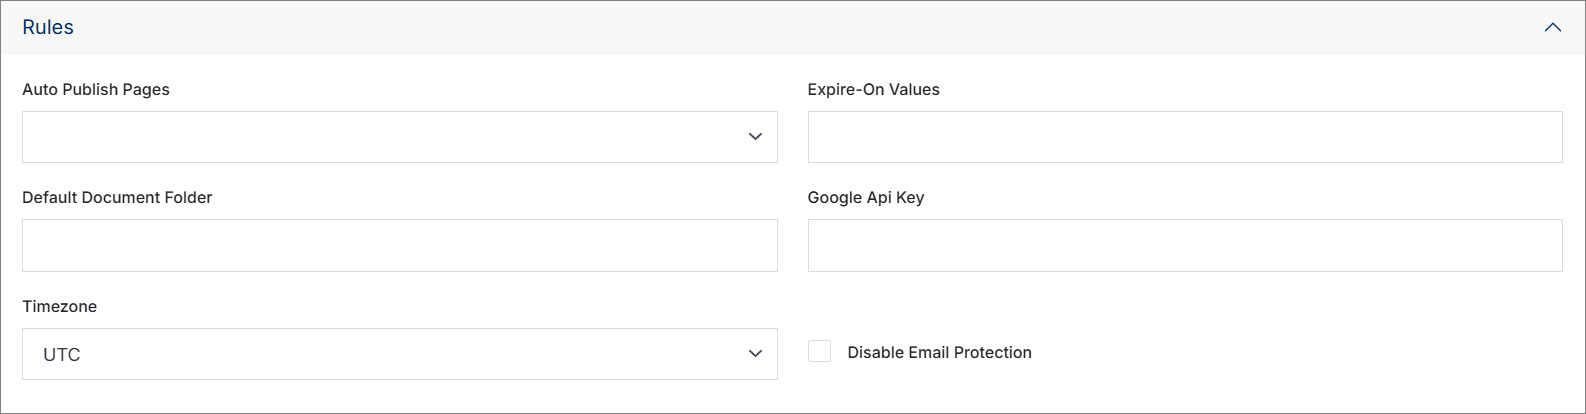 Rules
Auto Publish Pages
Expire-On Values
Default Document Folder
Google Api Key
Timezone
UTC
Disable Email Protection